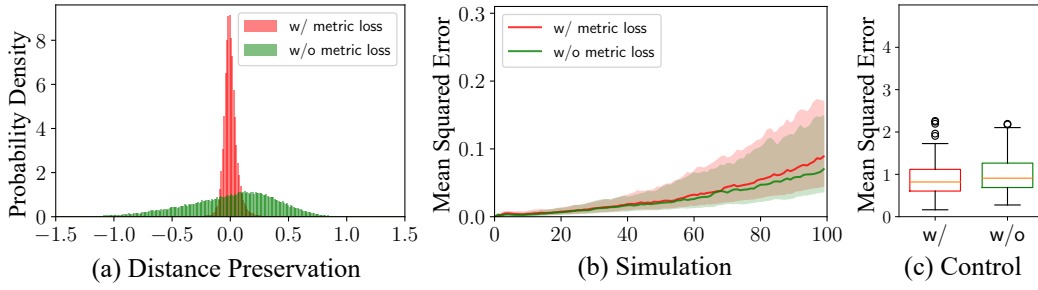 Probability Density
8
6
4
2
0
w/ metric loss
w/o metric loss
−1.5 −1.0 −0.5 0.0 0.5 1.0 1.5
(a) Distance Preservation
Mean Squared Error
0.3
0.2
0.1
0.0
w/ metric loss
w/o metric loss
0 20 40 60 80 100
(b) Simulation
Mean Squared Error
4
3
2
1
0
w/ w/o
(c) Control